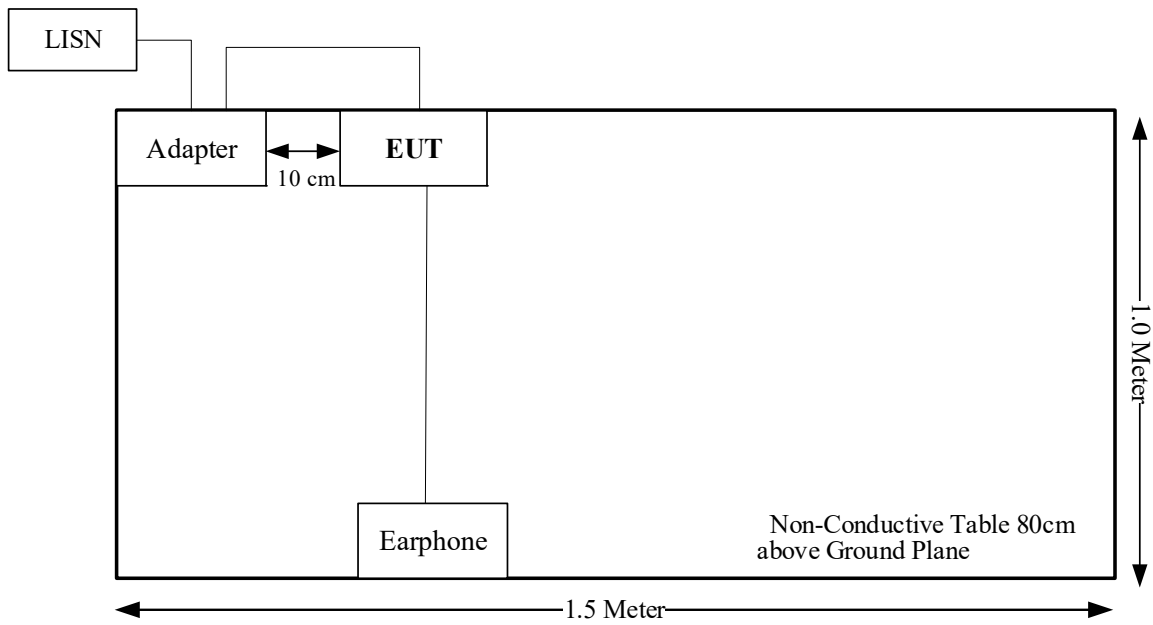 LISN
Adapter
EUT
10 cm
1.0 Meter
Earphone
Non-Conductive Table 80cm
above Ground Plane
1.5 Meter